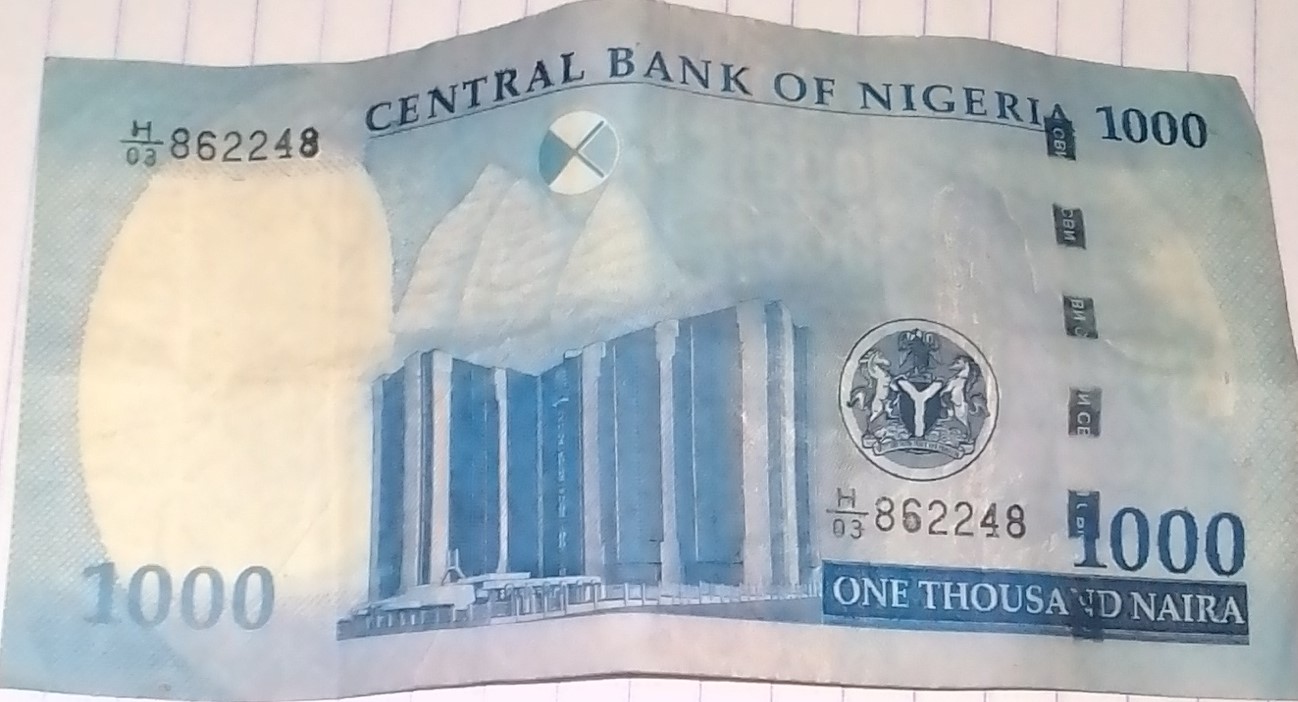 CENTRAL BANK OF NIGERIA 1000
H/03 862248
H/03 862248
1000
1000
ONE THOUSAND NAIRA